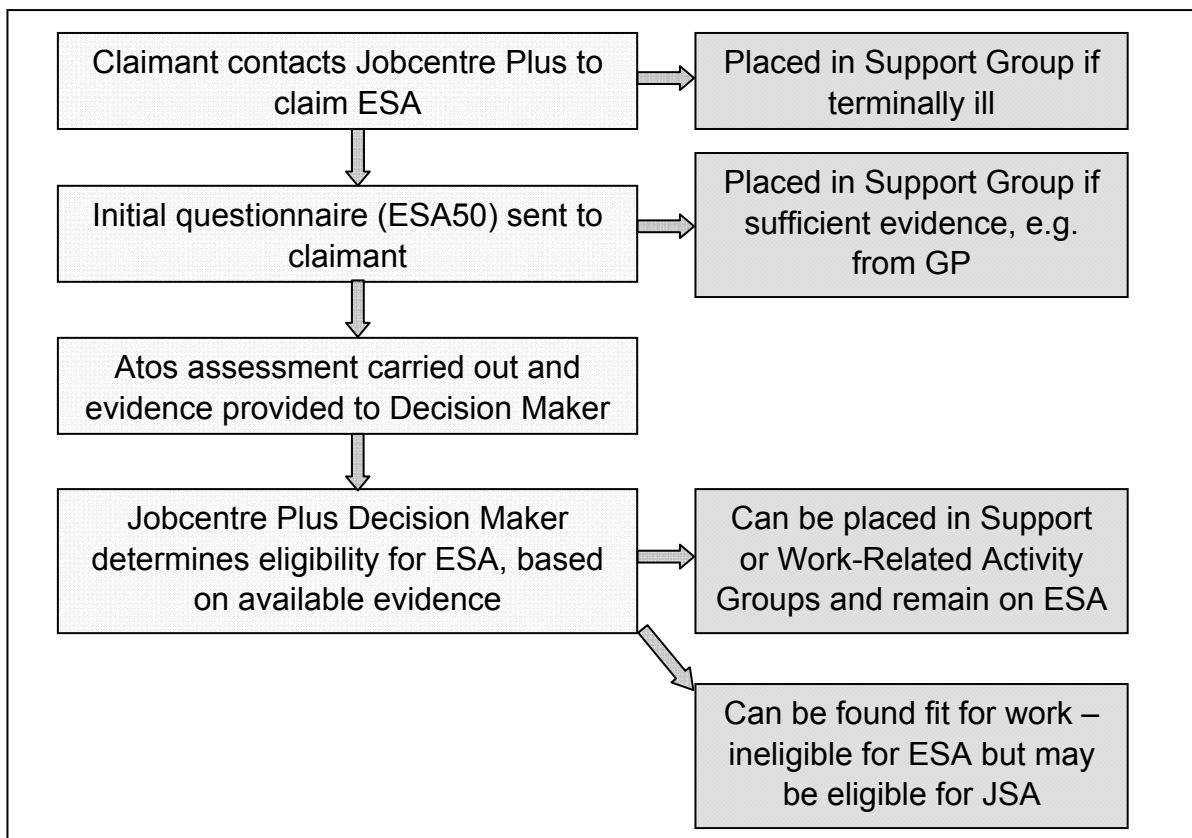 Claimant contacts Jobcentre Plus to
claim ESA
Placed in Support Group if
terminally ill
Initial questionnaire (ESA50) sent to
claimant
Placed in Support Group if
sufficient evidence, e.g.
from GP
Atos assessment carried out and
evidence provided to Decision Maker
Jobcentre Plus Decision Maker
determines eligibility for ESA, based
on available evidence
Can be placed in Support
or Work-Related Activity
Groups and remain on ESA
Can be found fit for work –
ineligible for ESA but may
be eligible for JSA